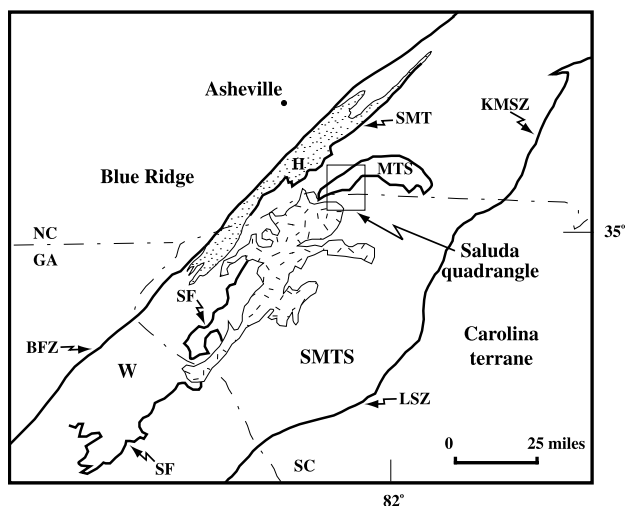 Asheville
KMSZ
SMT
H
MTS
Blue Ridge
NC
GA
35°
Saluda
quadrangle
SF
BFZ
W
SMTS
Carolina
terrane
LSZ
0 25 miles
SF
SC
82°